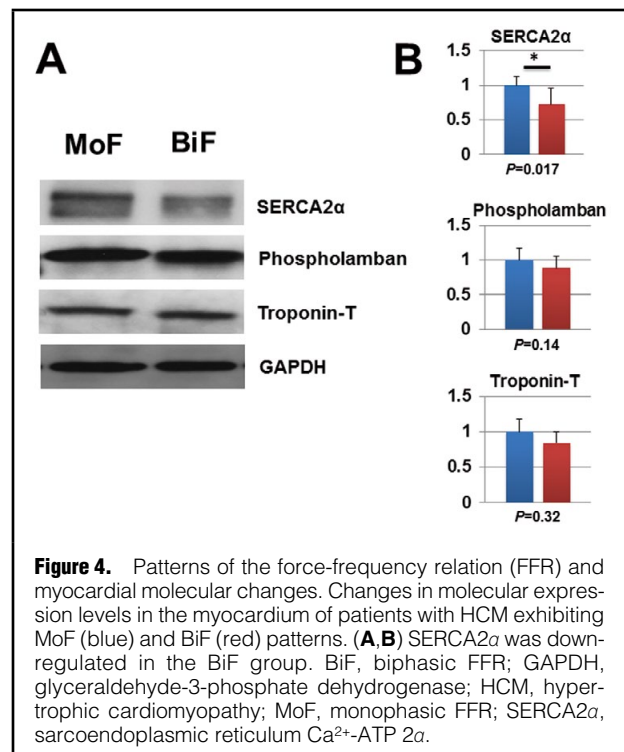 A
MoF BiF
SERCA2α
Phospholamban
Troponin-T
GAPDH
B
SERCA2α
1.5
*
1
0.5
0
P=0.017
Phospholamban
1.5
1
0.5
0
P=0.14
Troponin-T
1.5
1
0.5
0
P=0.32
Figure 4. Patterns of the force-frequency relation (FFR) and
myocardial molecular changes. Changes in molecular expres-
sion levels in the myocardium of patients with HCM exhibiting
MoF (blue) and BiF (red) patterns. (A,B) SERCA2α was down-
regulated in the BiF group. BiF, biphasic FFR; GAPDH,
glyceraldehyde-3-phosphate dehydrogenase; HCM, hyper-
trophic cardiomyopathy; MoF, monophasic FFR; SERCA2α,
sarcoendoplasmic reticulum Ca²⁺-ATP 2α.